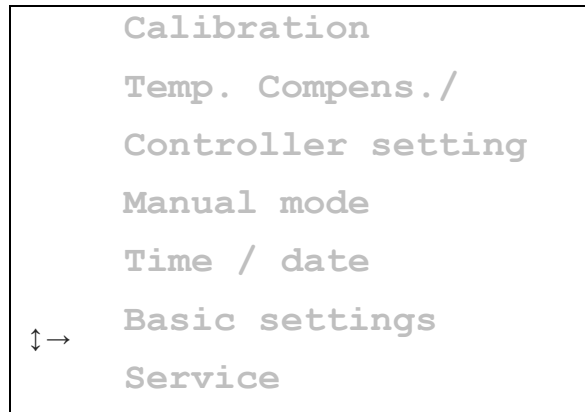 Calibration
Temp. Compens./
Controller setting
Manual mode
Time / date
Basic settings
↕→
Service